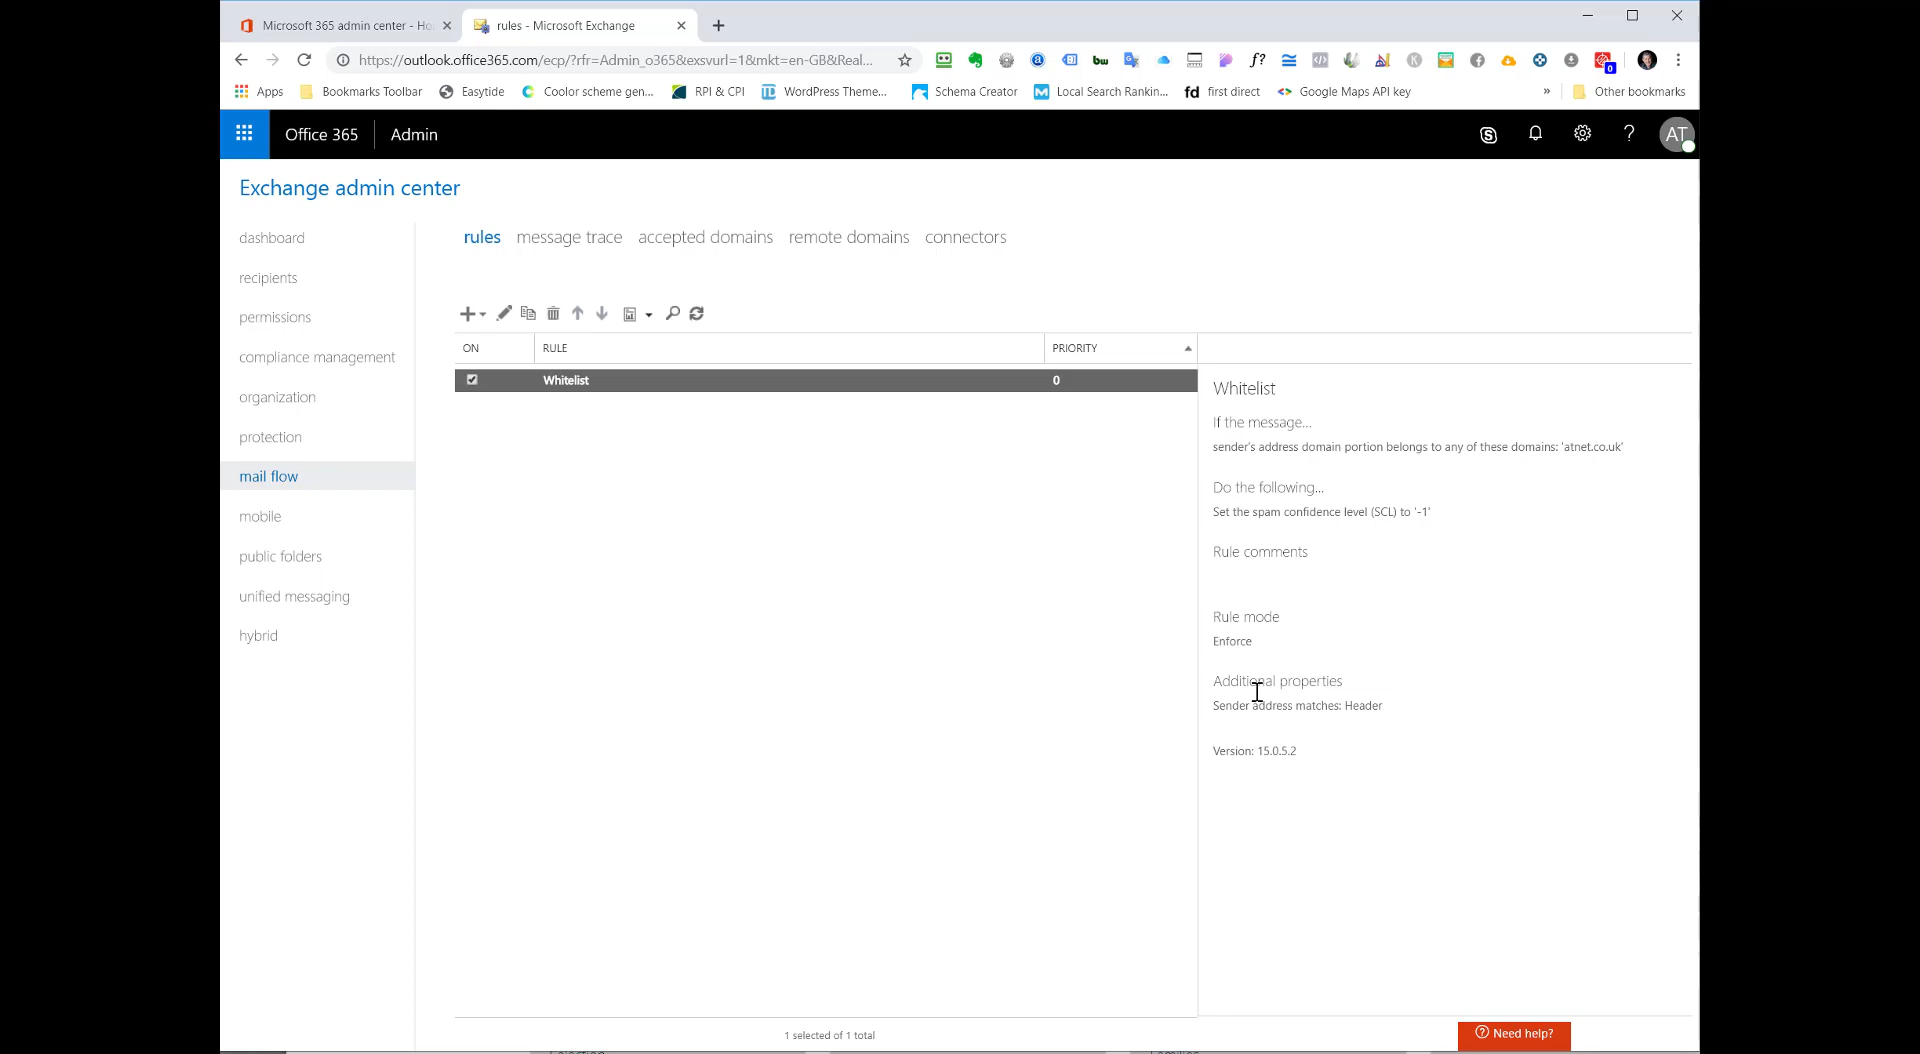 Microsoft 365 admin center - Ho
rules - Microsoft Exchange
https://outlook.office365.com/ecp/?rfr=Admin_o365&exsvurl=1&mkt=en-GB&Real...
bw
f?
0
Apps
Bookmarks Toolbar
Easytide
Coolor scheme gen...
RPI & CPI
WordPress Theme...
Schema Creator
Local Search Rankin...
fd first direct
Google Maps API key
»
Other bookmarks
Office 365
Admin
?
AT
Exchange admin center
dashboard
recipients
permissions
compliance management
organization
protection
mail flow
mobile
public folders
unified messaging
hybrid
rules message trace accepted domains remote domains connectors
ON RULE PRIORITY
Whitelist 0
1 selected of 1 total
Whitelist
If the message...
sender's address domain portion belongs to any of these domains: 'atnet.co.uk'
Do the following...
Set the spam confidence level (SCL) to '-1'
Rule comments
Rule mode
Enforce
Additional properties
Sender address matches: Header
Version: 15.0.5.2
Need help?